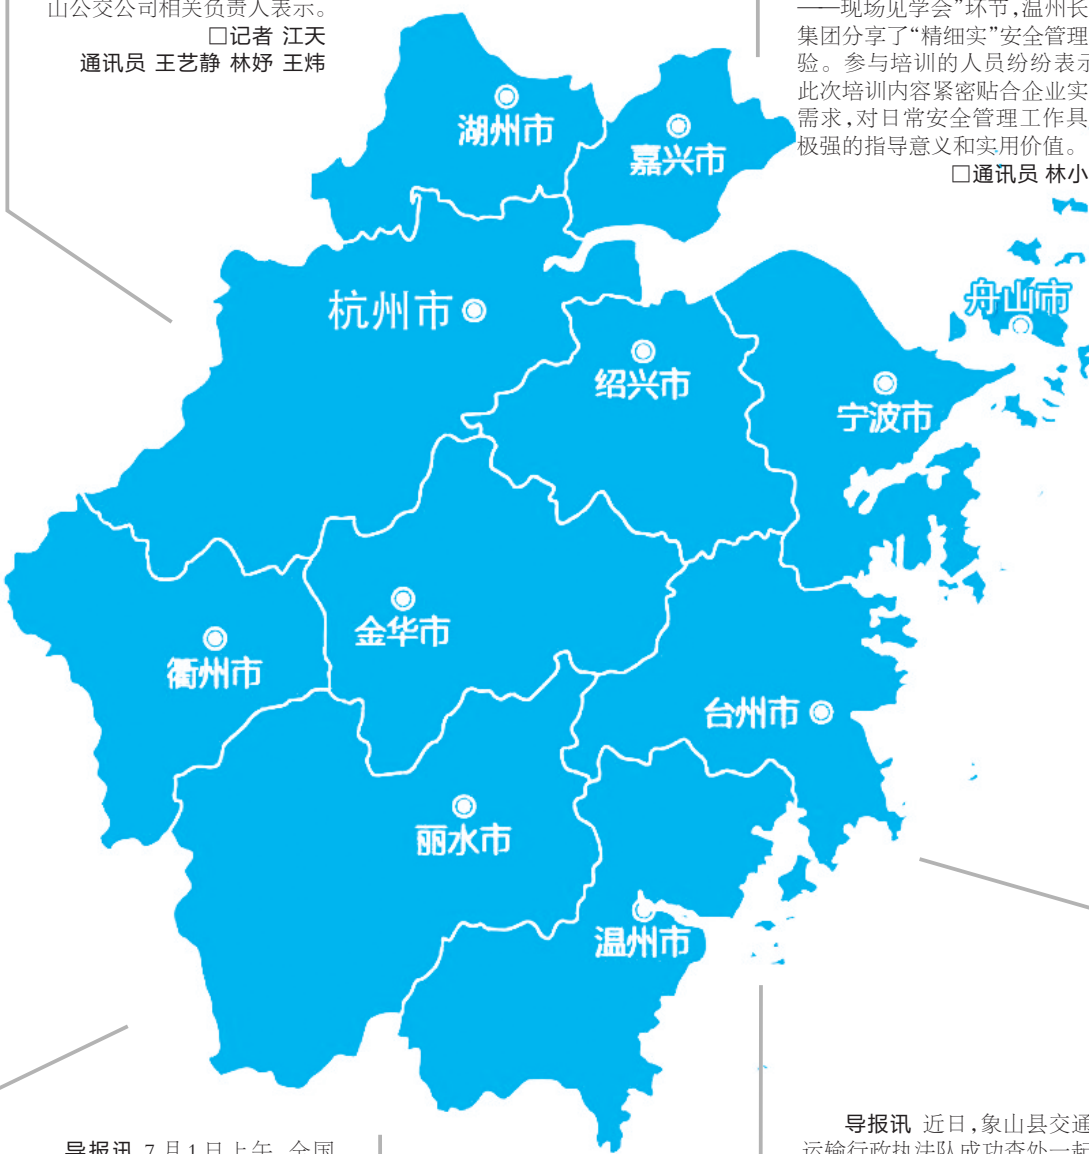 山公交公司相关负责人表示。
□记者 江天
通讯员 王艺静 林妤 王炜
——现场见学会”环节,温州长
集团分享了“精细实”安全管理
验。参与培训的人员纷纷表示
此次培训内容紧密贴合企业实
需求,对日常安全管理工作具
极强的指导意义和实用价值。
□通讯员 林小
湖州市
嘉兴市
杭州市
舟山市
绍兴市
宁波市
金华市
衢州市
台州市
丽水市
温州市
导报讯 7月1日上午,全国
导报讯 近日,象山县交通
运输行政执法队成功查处一起